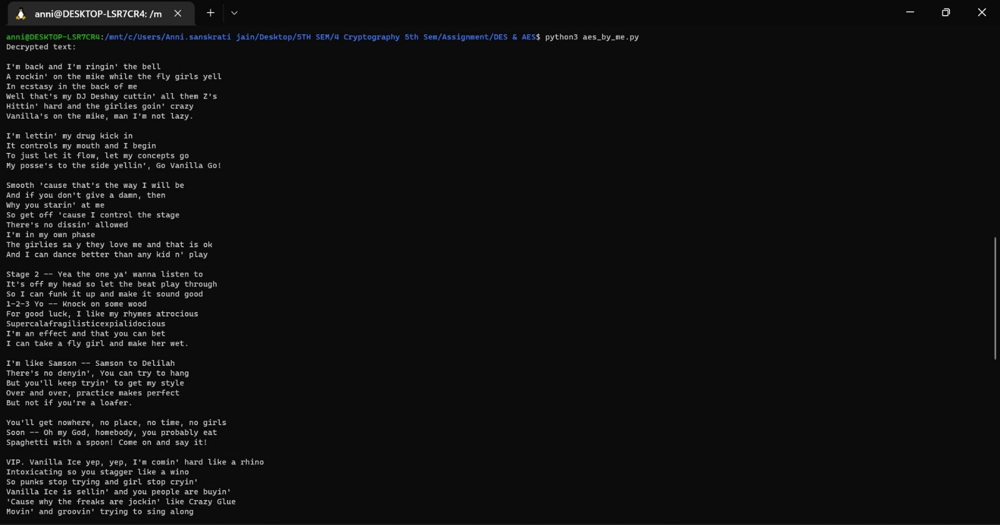 anni@DESKTOP-LSR7CR4: /m
anni@DESKTOP-LSR7CR4:/mnt/c/Users/Anni.sanskrati jain/Desktop/5TH SEM/4 Cryptography 5th Sem/Assignment/DES & AES$ python3 aes_by_me.py
Decrypted text:

I'm back and I'm ringin' the bell
A rockin' on the mike while the fly girls yell
In ecstasy in the back of me
Well that's my DJ Deshay cuttin' all them Z's
Hittin' hard and the girlies goin' crazy
Vanilla's on the mike, man I'm not lazy.

I'm lettin' my drug kick in
It controls my mouth and I begin
To just let it flow, let my concepts go
My posse's to the side yellin', Go Vanilla Go!

Smooth 'cause that's the way I will be
And if you don't give a damn, then
Why you starin' at me
So get off 'cause I control the stage
There's no dissin' allowed
I'm in my own phase
The girlies sa y they love me and that is ok
And I can dance better than any kid n' play

Stage 2 -- Yea the one ya' wanna listen to
It's off my head so let the beat play through
So I can funk it up and make it sound good
1-2-3 Yo -- Knock on some wood
For good luck, I like my rhymes atrocious
Supercalafragilisticexpialidocious
I'm an effect and that you can bet
I can take a fly girl and make her wet.

I'm like Samson -- Samson to Delilah
There's no denyin', You can try to hang
But you'll keep tryin' to get my style
Over and over, practice makes perfect
But not if you're a loafer.

You'll get nowhere, no place, no time, no girls
Soon -- Oh my God, homebody, you probably eat
Spaghetti with a spoon! Come on and say it!

VIP. Vanilla Ice yep, yep, I'm comin' hard like a rhino
Intoxicating so you stagger like a wino
So punks stop trying and girl stop cryin'
Vanilla Ice is sellin' and you people are buyin'
'Cause why the freaks are jockin' like Crazy Glue
Movin' and groovin' trying to sing along